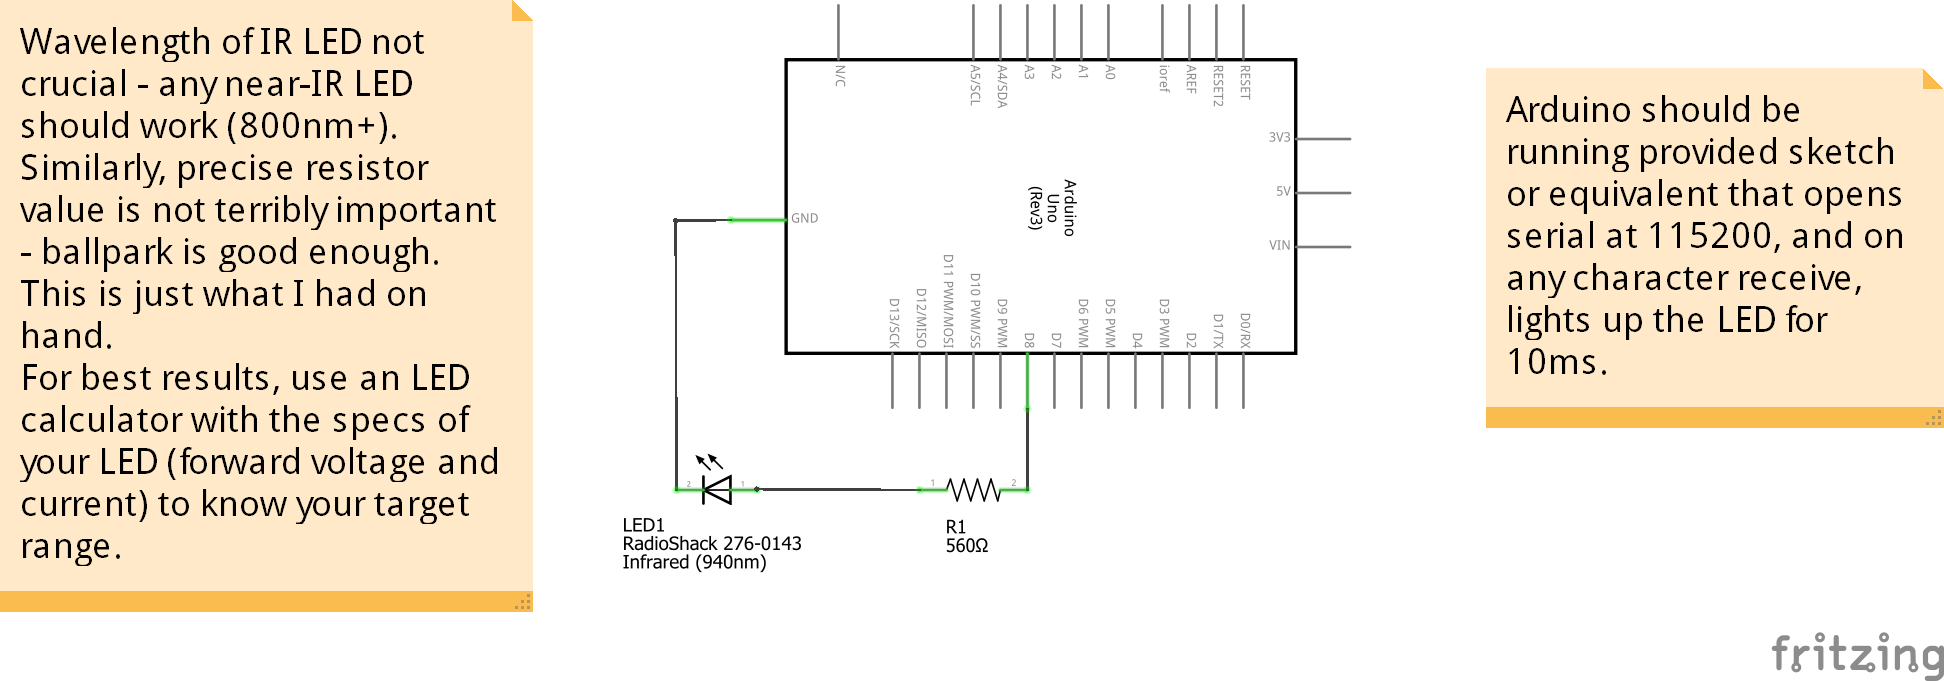 Wavelength of IR LED not
crucial - any near-IR LED
should work (800nm+).
Similarly, precise resistor
value is not terribly important
- ballpark is good enough.
This is just what I had on
hand.
For best results, use an LED
calculator with the specs of
your LED (forward voltage and
current) to know your target
range.
N/C
A5/SCL
A4/SDA
A3
A2
A1
A0
ioref
AREF
RESET2
RESET
3V3
5V
VIN
GND
Arduino
Uno
(Rev3)
D13/SCK
D12/MISO
D11 PWM/MOSI
D10 PWM/SS
D9 PWM
D8
D7
D6 PWM
D5 PWM
D4
D3 PWM
D2
D1/TX
D0/RX
2
1
1
2
LED1
RadioShack 276-0143
Infrared (940nm)
R1
560Ω
Arduino should be
running provided sketch
or equivalent that opens
serial at 115200, and on
any character receive,
lights up the LED for
10ms.
fritzing